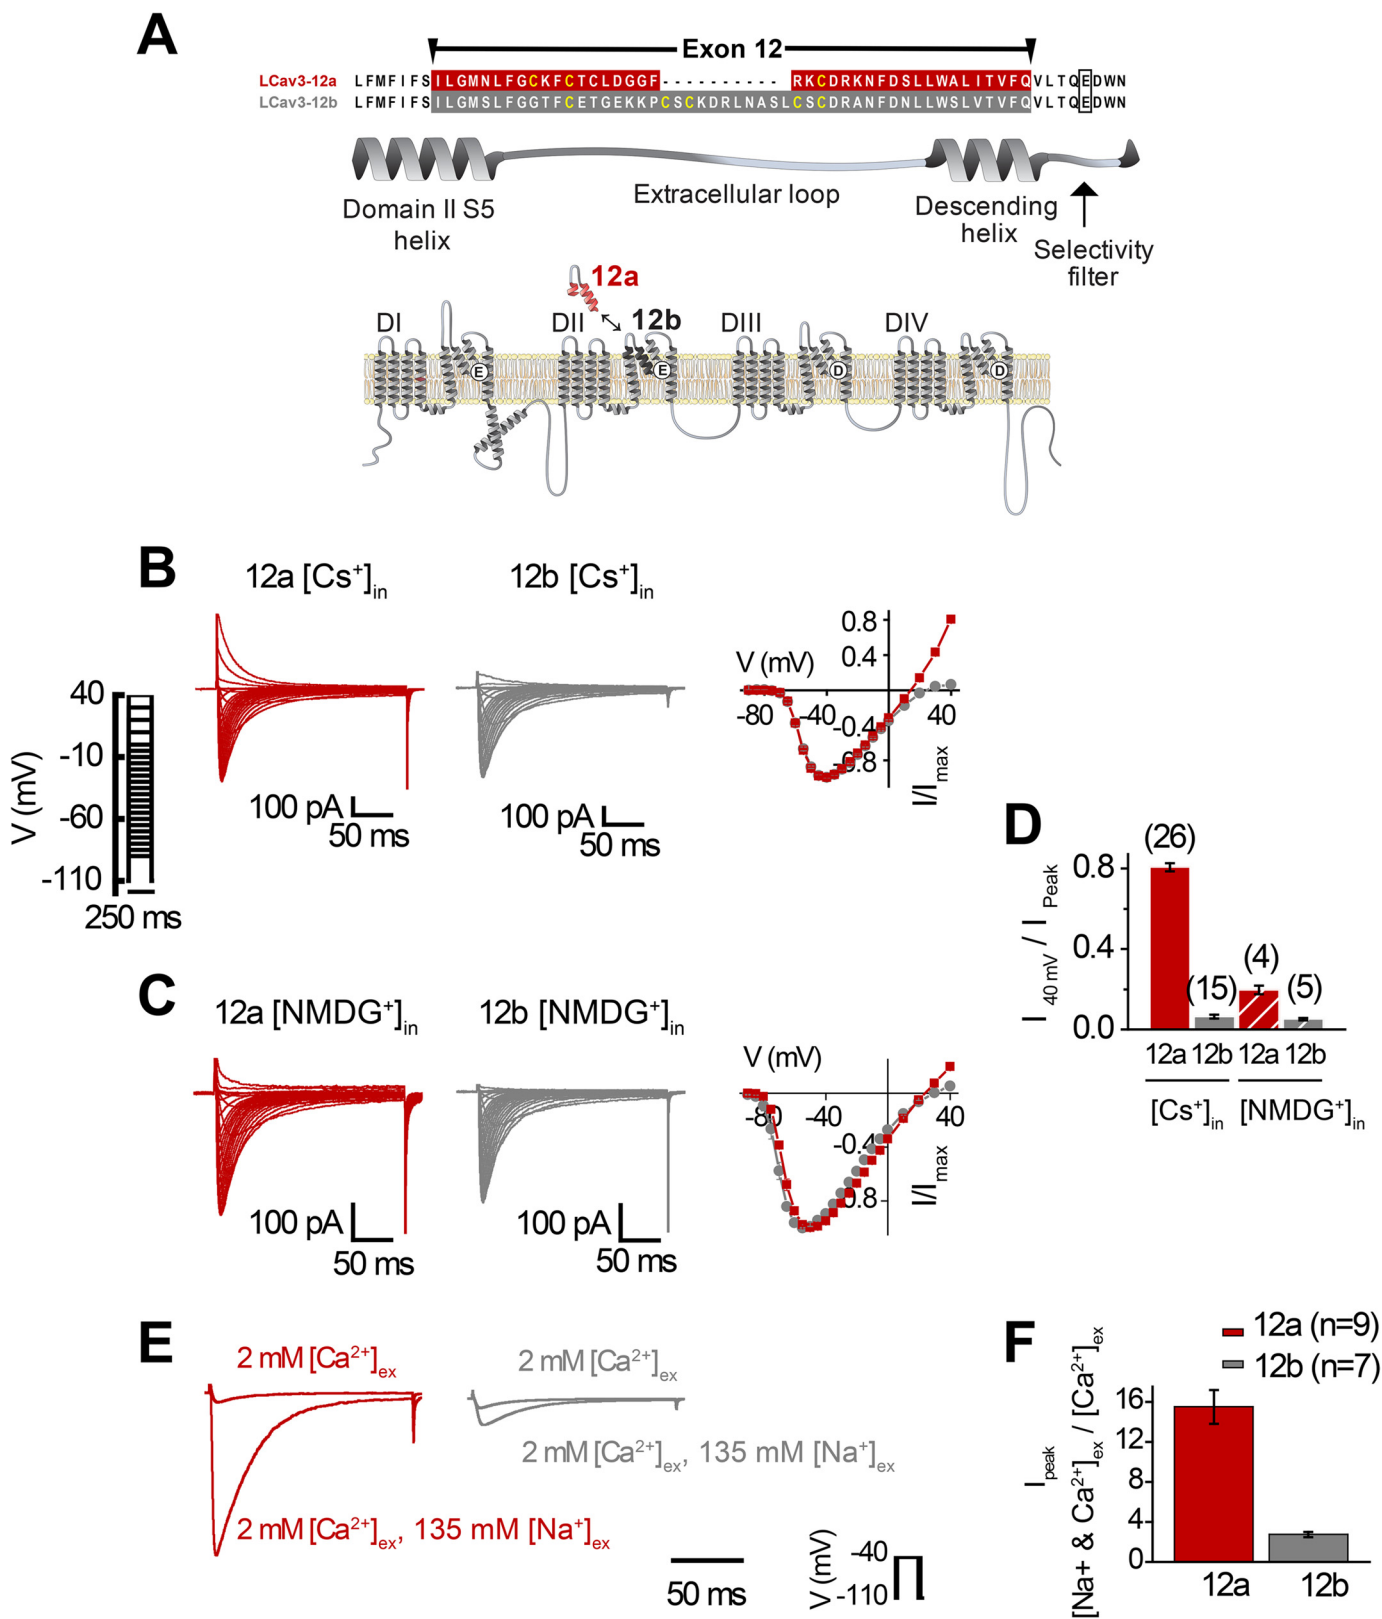 A
Exon 12
LCav3-12a LFMFIFSILGMNLFGCKFCTCLDGGF----------RKCDRKNFDSLLWALITVFQVLTQEDWN
LCav3-12b LFMFIFSILGMSLFGGTFCETGEKKPCSCKDRLNASLCSCDRANFDNLLWSLVTVFQVLTQEDWN
Domain II S5
helix
Extracellular loop
Descending
helix
Selectivity
filter
12a
12b
DI
DII
DIII
DIV
E
E
D
D
B
12a [Cs+]in
12b [Cs+]in
40
-10
-60
-110
V (mV)
250 ms
100 pA
50 ms
100 pA
50 ms
V (mV)
0.8
0.4
-80
-40
40
-0.4
-0.8
I/Imax
C
12a [NMDG+]in
12b [NMDG+]in
100 pA
50 ms
100 pA
50 ms
V (mV)
-80
-40
40
-0.4
-0.8
I/Imax
D
I 40 mV / I Peak
0.8
0.4
0.0
(26)
(15)
(4)
(5)
12a 12b 12a 12b
[Cs+]in [NMDG+]in
E
2 mM [Ca2+]ex
2 mM [Ca2+]ex, 135 mM [Na+]ex
2 mM [Ca2+]ex
2 mM [Ca2+]ex, 135 mM [Na+]ex
50 ms
V (mV)
-40
-110
F
12a (n=9)
12b (n=7)
Ipeak
[Na+ & Ca2+]ex / [Ca2+]ex
16
12
8
4
0
12a 12b